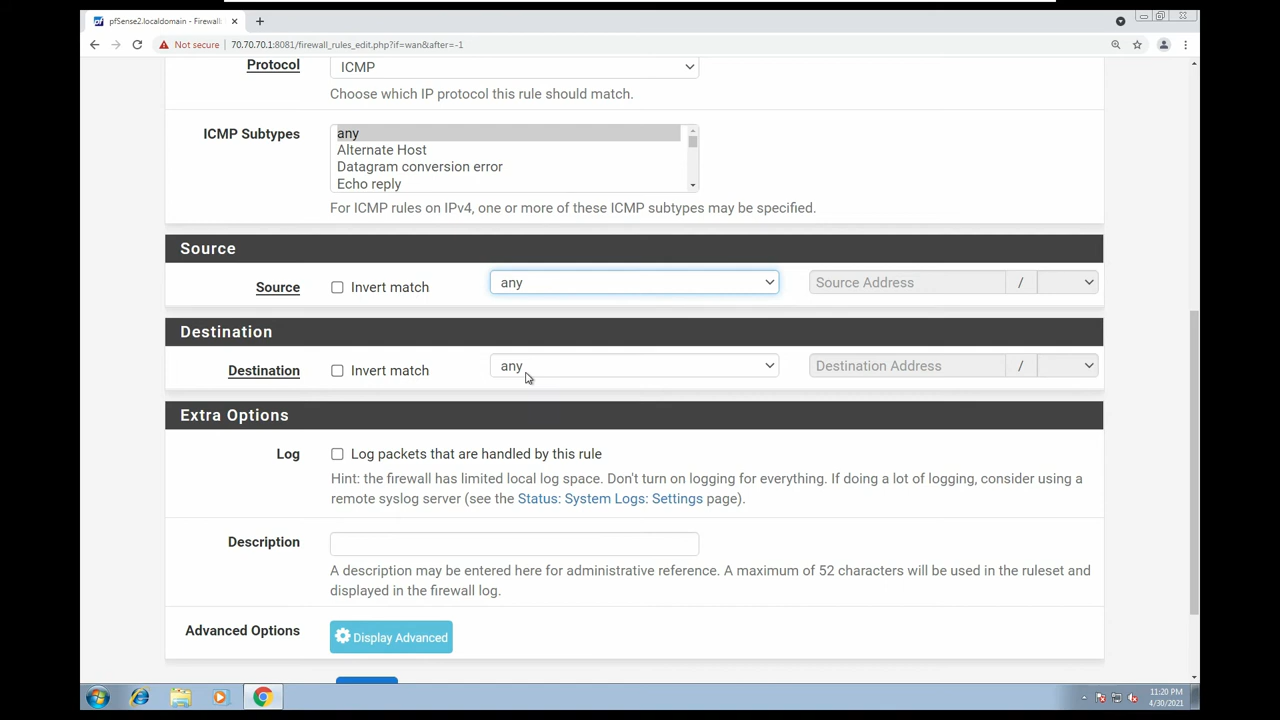 pfSense2.localdomain - Firewall:
Not secure
70.70.70.1:8081/firewall_rules_edit.php?if=wan&after=-1
Protocol
ICMP
Choose which IP protocol this rule should match.
ICMP Subtypes
any
Alternate Host
Datagram conversion error
Echo reply
For ICMP rules on IPv4, one or more of these ICMP subtypes may be specified.
Source
Source
Invert match
any
Source Address
/
Destination
Destination
Invert match
any
Destination Address
/
Extra Options
Log
Log packets that are handled by this rule
Hint: the firewall has limited local log space. Don't turn on logging for everything. If doing a lot of logging, consider using a
remote syslog server (see the Status: System Logs: Settings page).
Description
A description may be entered here for administrative reference. A maximum of 52 characters will be used in the ruleset and
displayed in the firewall log.
Advanced Options
Display Advanced
11:20 PM
4/30/2021